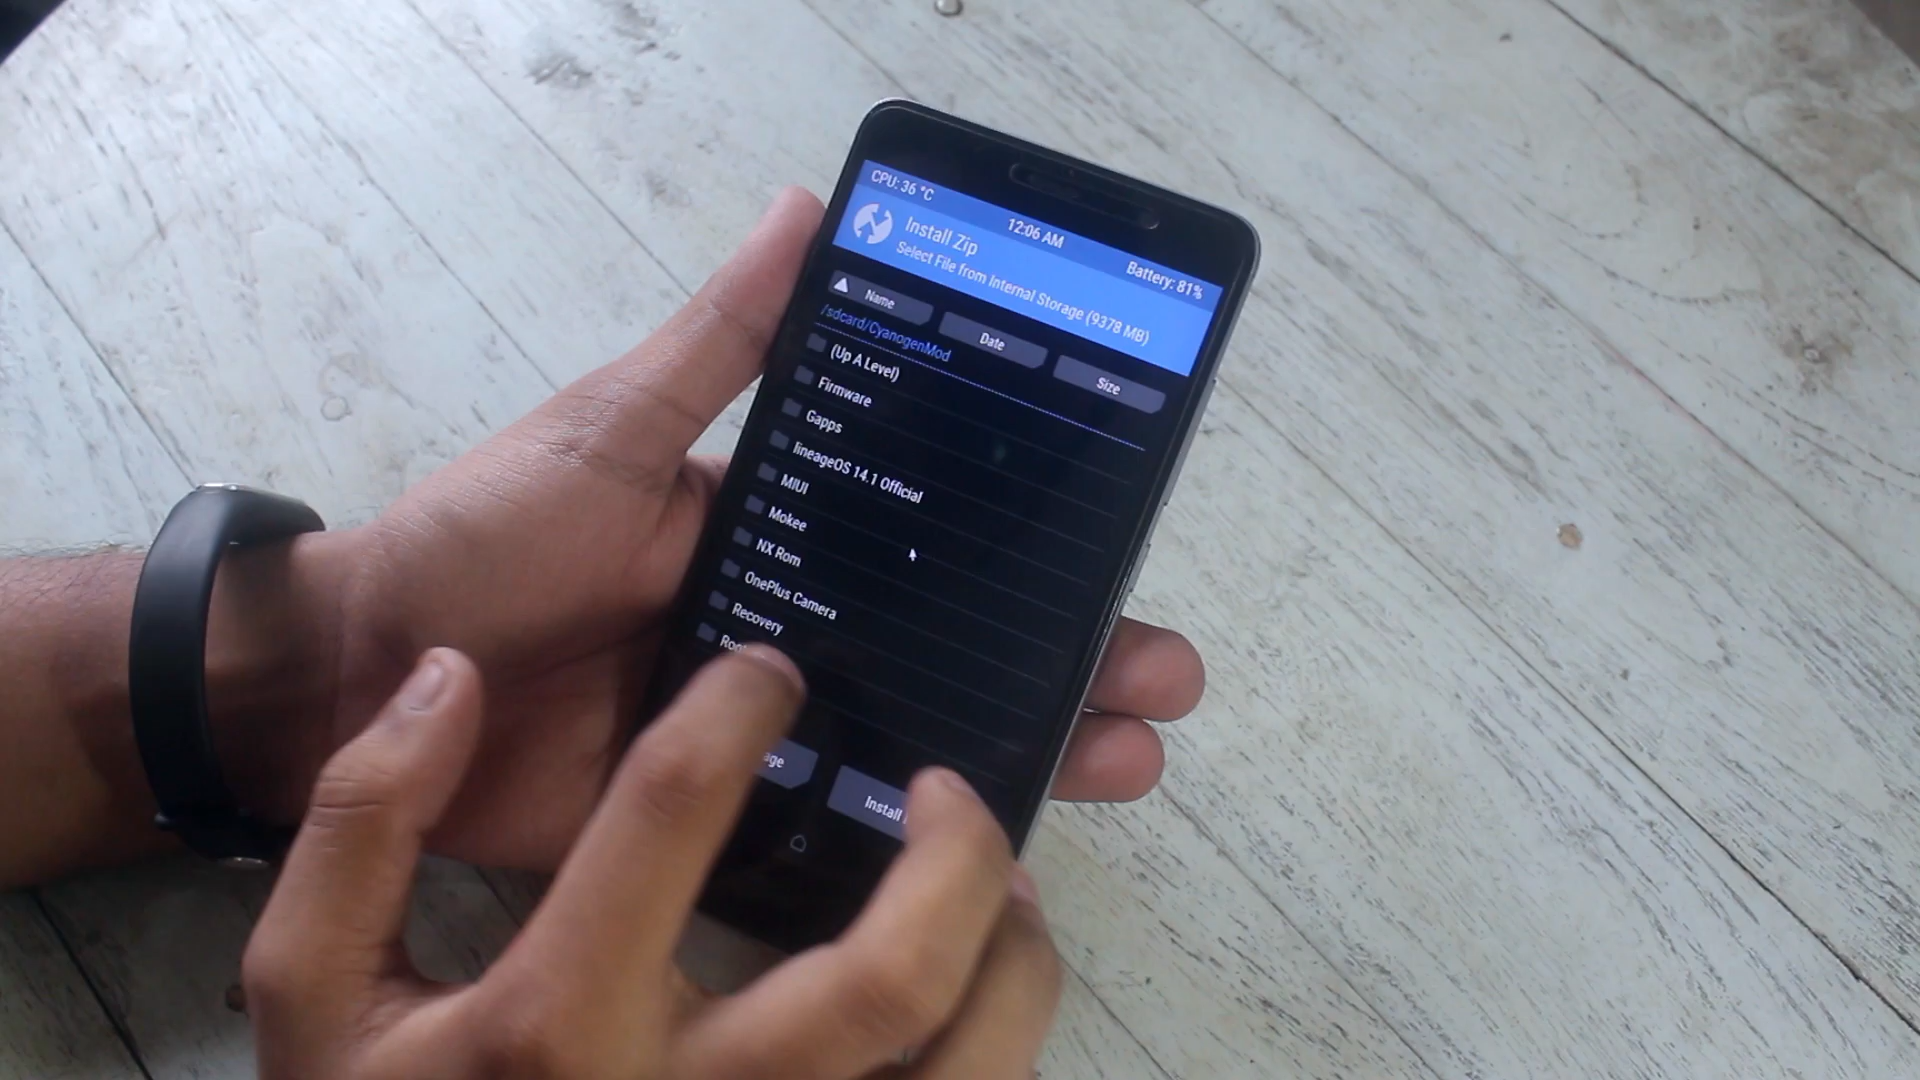 CPU: 36 °C
12:06 AM
Battery: 81%
Install Zip
Select File from Internal Storage (9378 MB)
Name
Date
Size
/sdcard/CyanogenMod
(Up A Level)
Firmware
Gapps
lineageOS 14.1 Official
MIUI
Mokee
NX Rom
OnePlus Camera
Recovery
Install